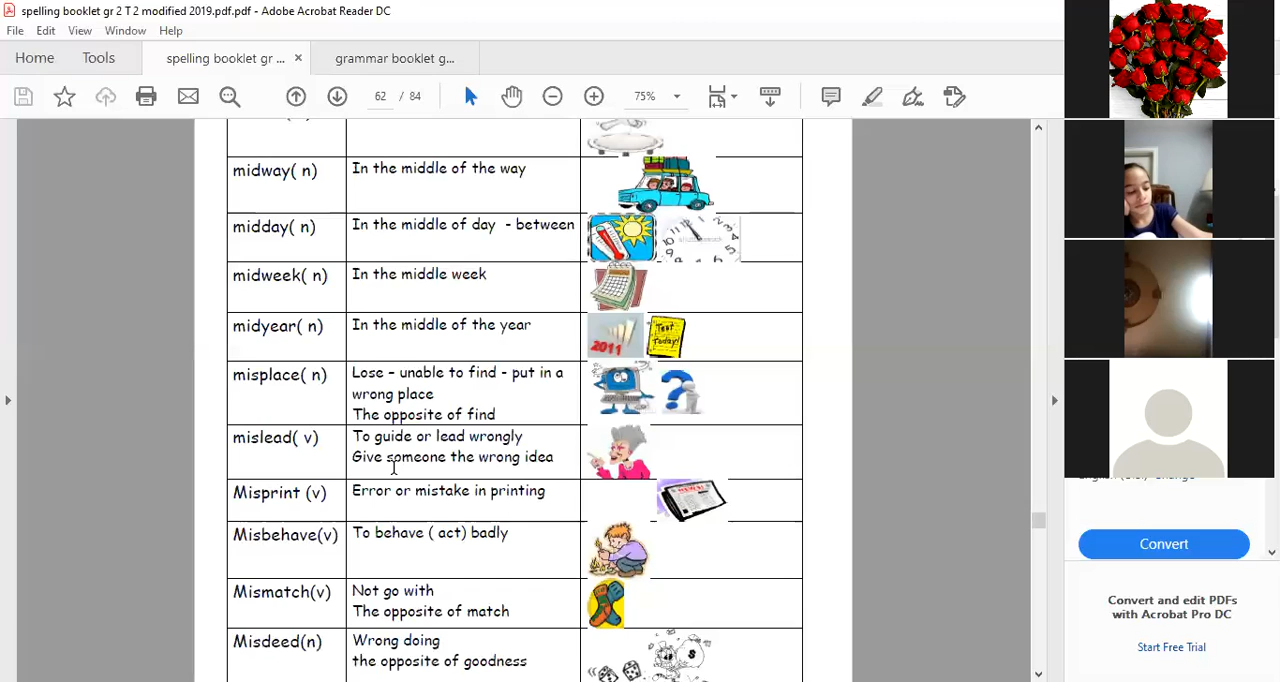 spelling booklet gr 2 T 2 modified 2019.pdf.pdf - Adobe Acrobat Reader DC
File Edit View Window Help
Home Tools spelling booklet gr ... × grammar booklet g...
62 / 84 75%
midway( n) In the middle of the way
midday( n) In the middle of day - between
midweek( n) In the middle week
midyear( n) In the middle of the year
2011 Test Today!
misplace( n) Lose - unable to find - put in a
wrong place
The opposite of find
mislead( v) To guide or lead wrongly
Give someone the wrong idea
Misprint (v) Error or mistake in printing
Misbehave(v) To behave ( act) badly
Mismatch(v) Not go with
The opposite of match
Misdeed(n) Wrong doing
the opposite of goodness
Convert
Convert and edit PDFs
with Acrobat Pro DC
Start Free Trial